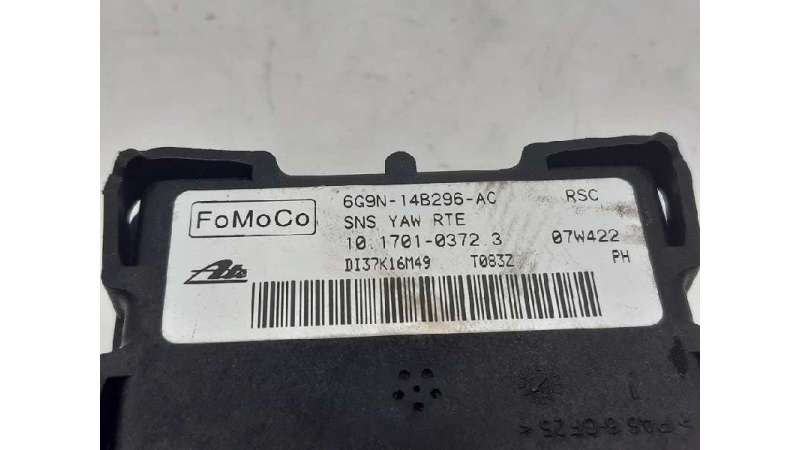 6G9N-14B296-AC RSC
FoMoCo
SNS YAW RTE
10.1701-0372.3 07W422
Ate
DI37K16M49 T083Z PH